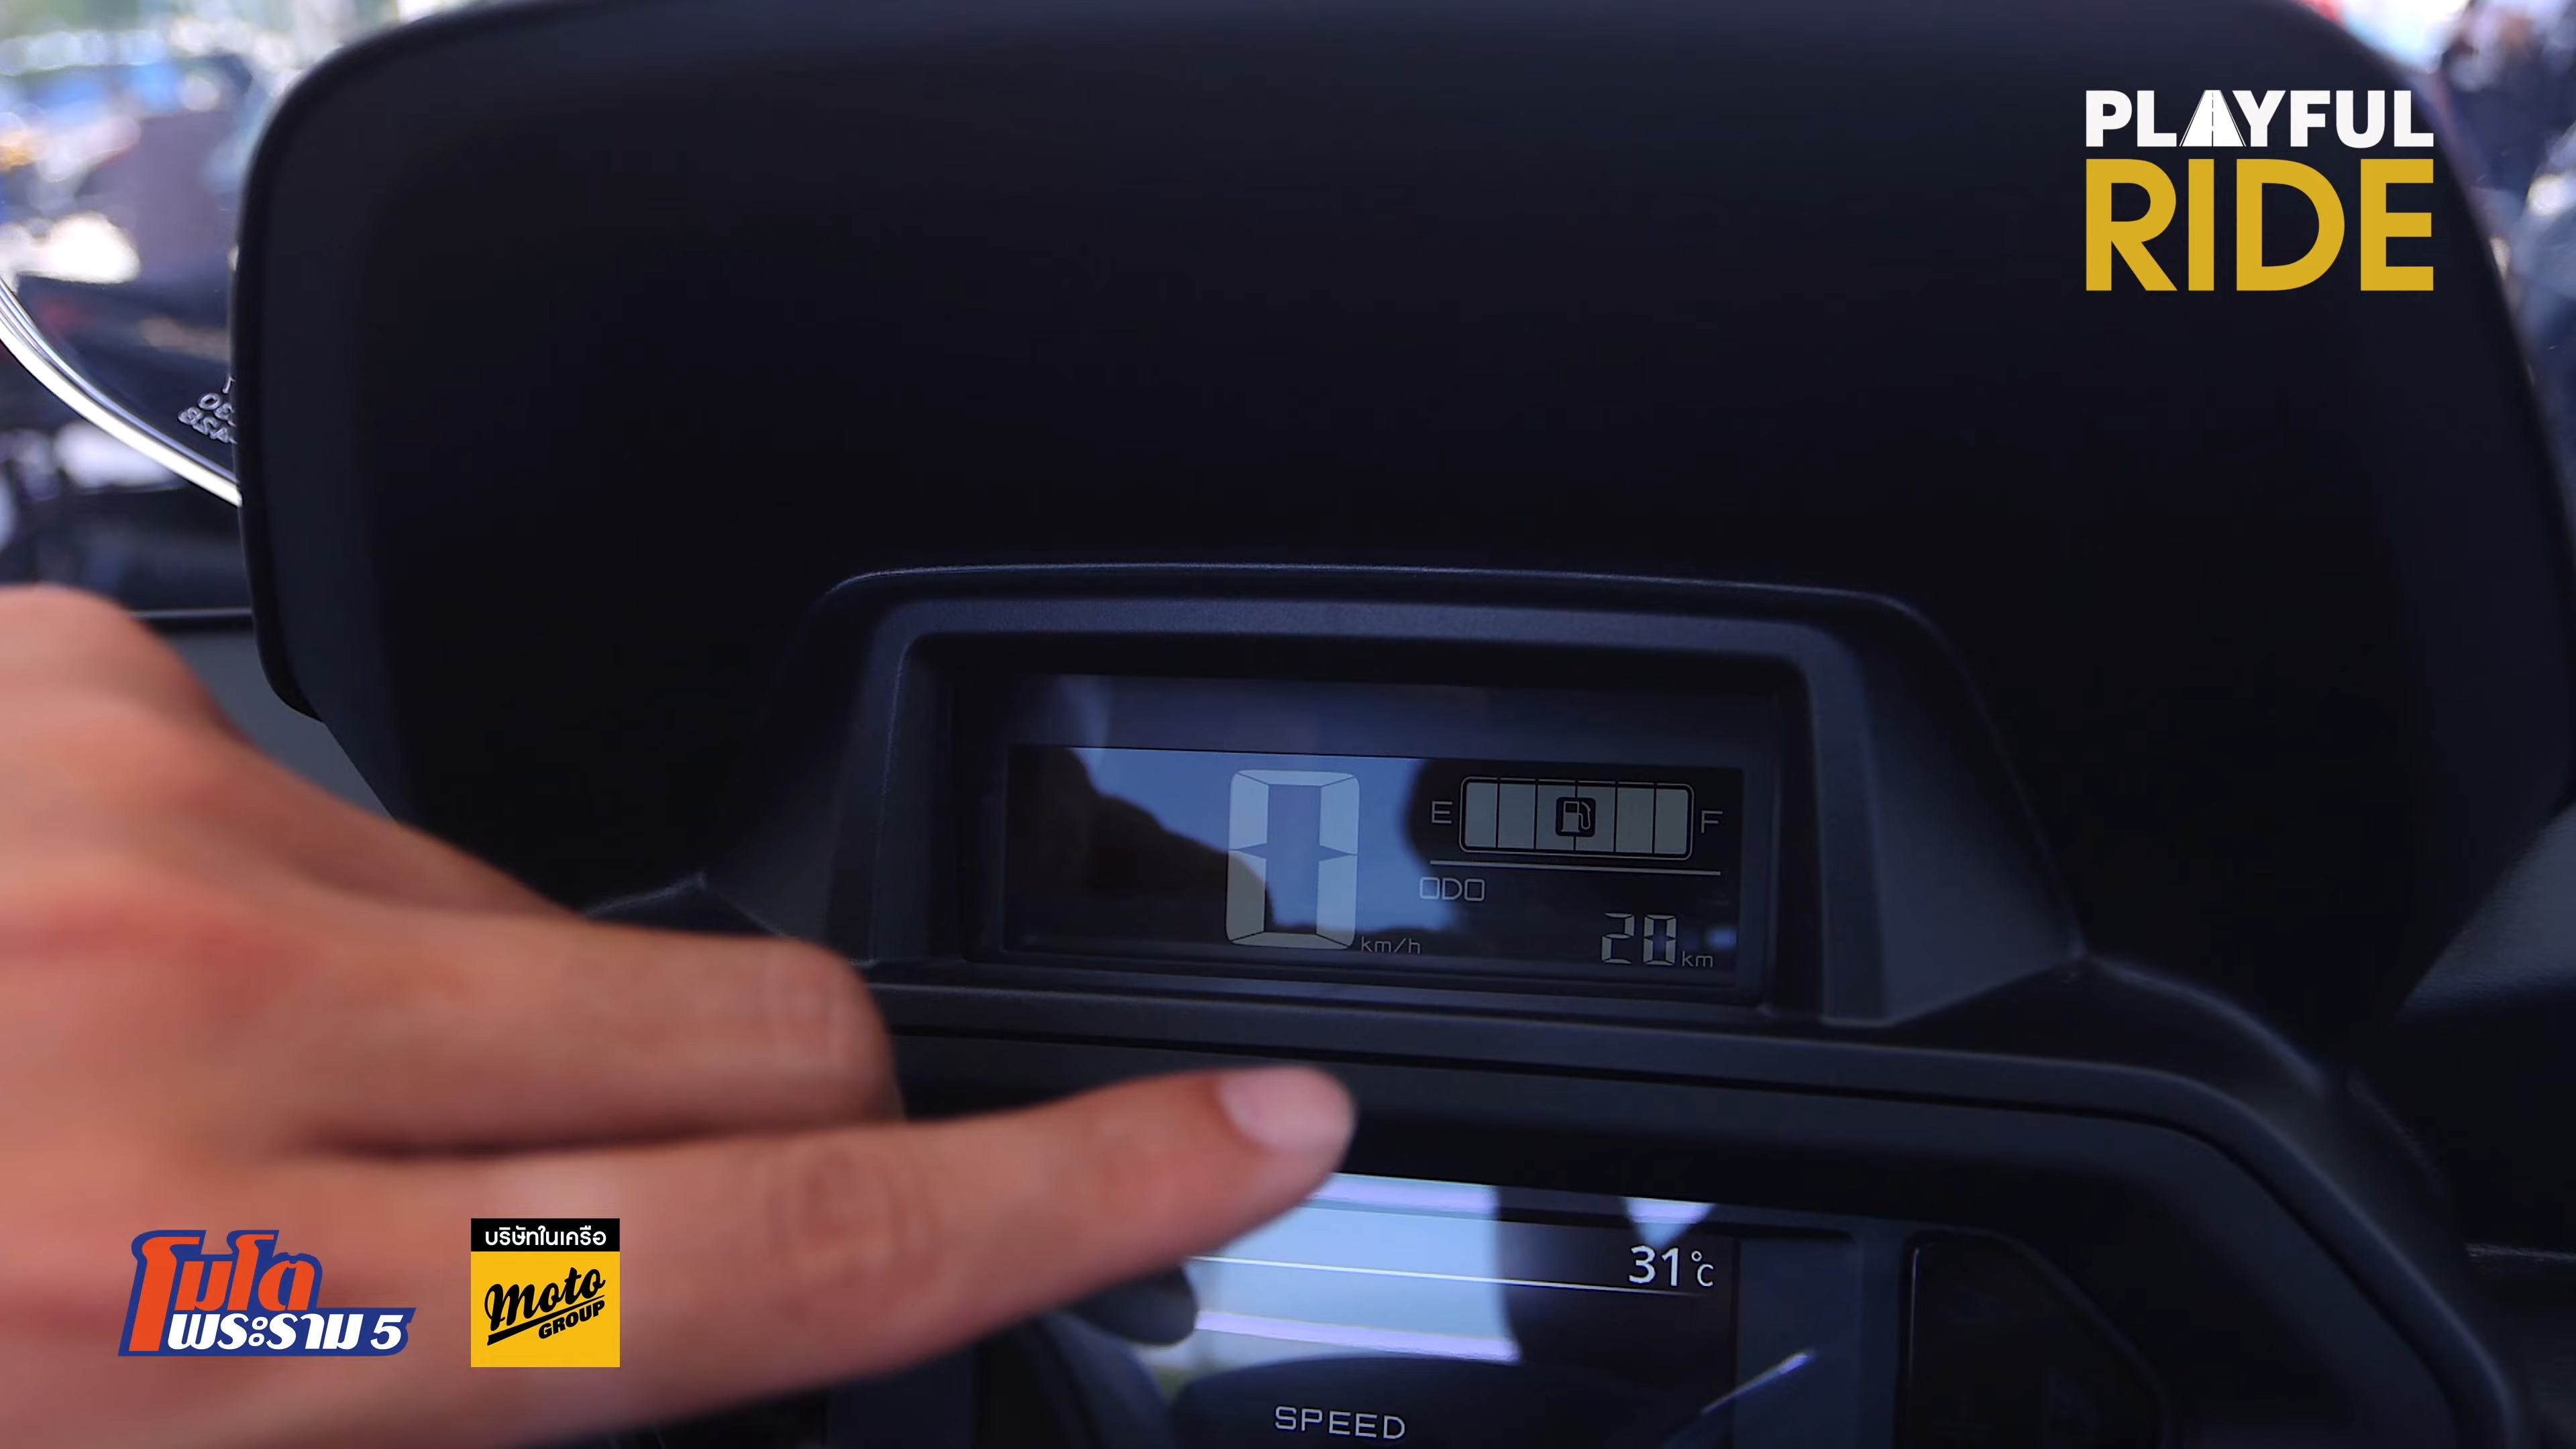 PLAYFUL
RIDE
0 km/h
E F
ODO
20 km
31°C
SPEED
โมโต
พระราม 5
บริษัทในเครือ
moto
GROUP